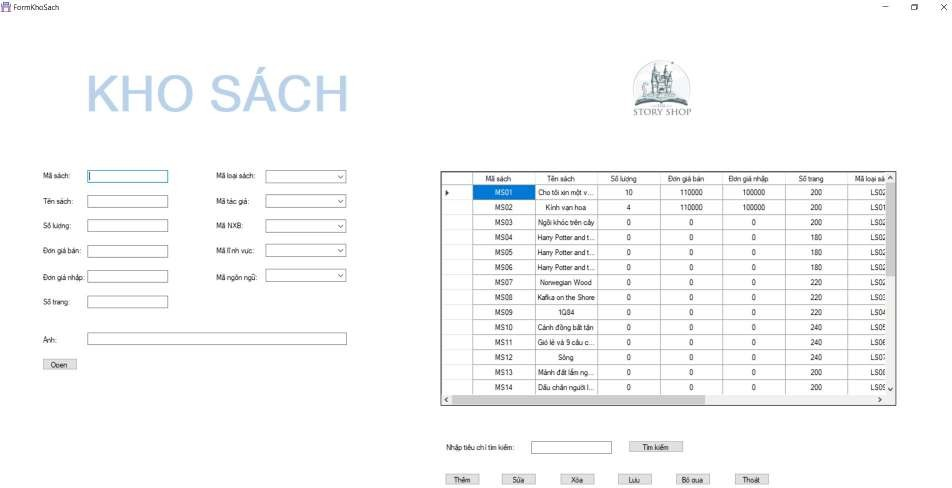 FormKhoSach
KHO SÁCH
STORY SHOP
Mã sách:
Mã loại sách:
Tên sách:
Mã tác giả:
Số lượng:
Mã NXB:
Đơn giá bán:
Mã lĩnh vực:
Đơn giá nhập:
Mã ngôn ngữ:
Số trang:
Ảnh:
Open
Mã sách Tên sách Số lượng Đơn giá bán Đơn giá nhập Số trang Mã loại sá
MS01 Cho tôi xin một v... 10 110000 100000 200 LS02
MS02 Kính vạn hoa 4 110000 100000 200 LS01
MS03 Ngồi khóc trên cây 0 0 0 200 LS02
MS04 Harry Potter and t... 0 0 0 180 LS02
MS05 Harry Potter and t... 0 0 0 180 LS02
MS06 Harry Potter and t... 0 0 0 180 LS02
MS07 Norwegian Wood 0 0 0 220 LS02
MS08 Kafka on the Shore 0 0 0 220 LS03
MS09 1Q84 0 0 0 220 LS04
MS10 Cánh đồng bất tận 0 0 0 240 LS05
MS11 Gió lẻ và 9 câu c... 0 0 0 240 LS06
MS12 Sông 0 0 0 240 LS07
MS13 Mảnh đất lắm ng... 0 0 0 200 LS08
MS14 Dấu chân người l... 0 0 0 200 LS09
Nhập tiêu chí tìm kiếm:
Tìm kiếm
Thêm
Sửa
Xóa
Lưu
Bỏ qua
Thoát